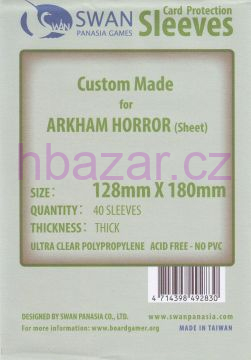 SWAN
PANASIA GAMES
SWAN
Card Protection
Sleeves
Custom Made
for
ARKHAM HORROR (Sheet)
hbazar.cz
SIZE: 128mm X 180mm
QUANTITY: 40 SLEEVES
THICKNESS: THICK
ULTRA CLEAR POLYPROPYLENE ACID FREE - NO PVC
4 714398 492830
DESIGNED BY SWAN PANASIA CO., LTD.
www.swanpanasia.com
For more information: www.boardgamer.org
MADE IN TAIWAN